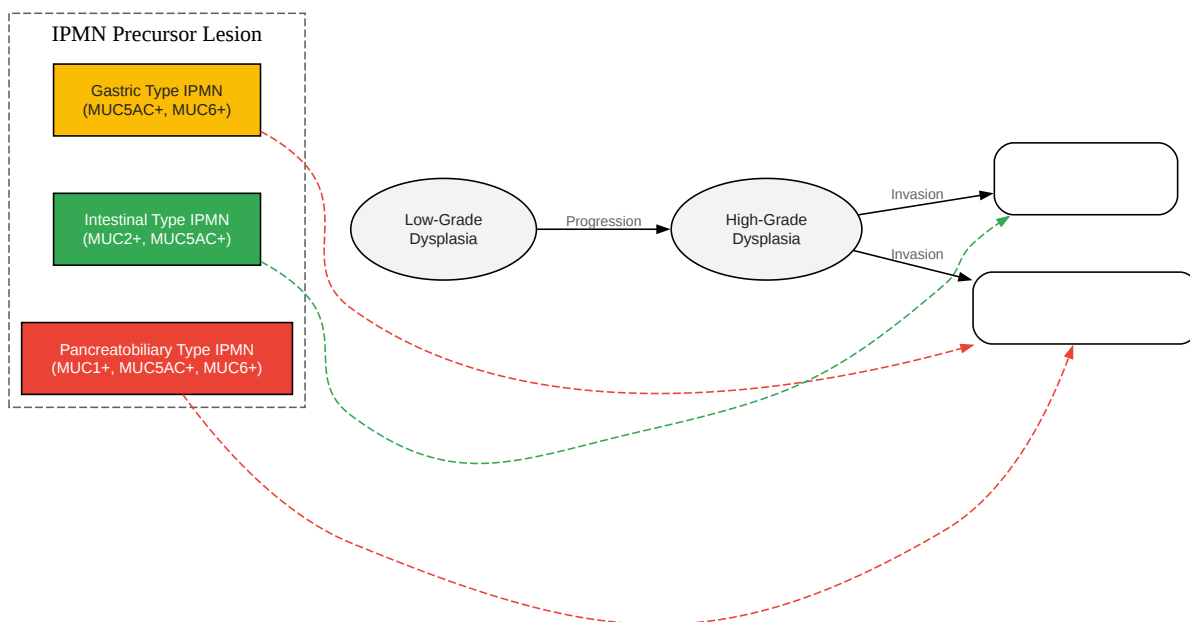 IPMN Precursor Lesion
Gastric Type IPMN
(MUC5AC+, MUC6+)
Intestinal Type IPMN
(MUC2+, MUC5AC+)
Pancreatobiliary Type IPMN
(MUC1+, MUC5AC+, MUC6+)
Low-Grade
Dysplasia
Progression
High-Grade
Dysplasia
Invasion
Invasion